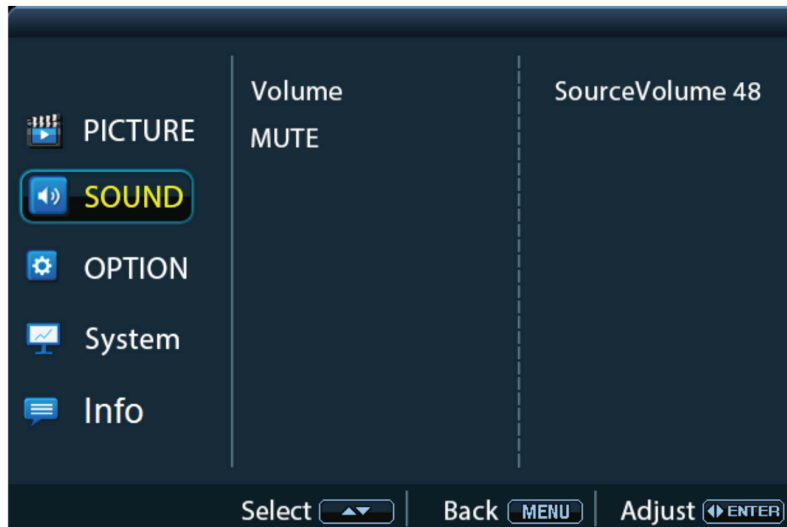 PICTURE
SOUND
OPTION
System
Info
Volume
MUTE
SourceVolume 48
Select
Back MENU
Adjust ENTER